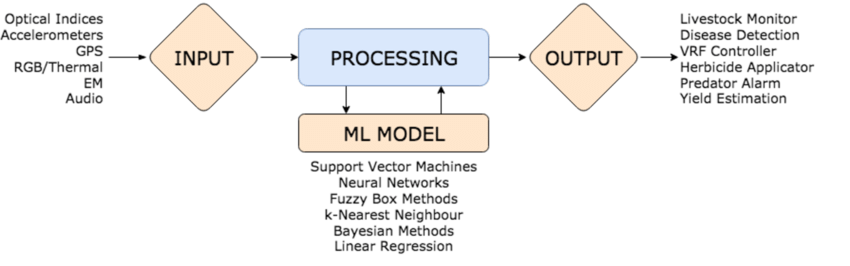 Optical Indices
Accelerometers
GPS
RGB/Thermal
EM
Audio
INPUT
PROCESSING
ML MODEL
Support Vector Machines
Neural Networks
Fuzzy Box Methods
k-Nearest Neighbour
Bayesian Methods
Linear Regression
OUTPUT
Livestock Monitor
Disease Detection
VRF Controller
Herbicide Applicator
Predator Alarm
Yield Estimation